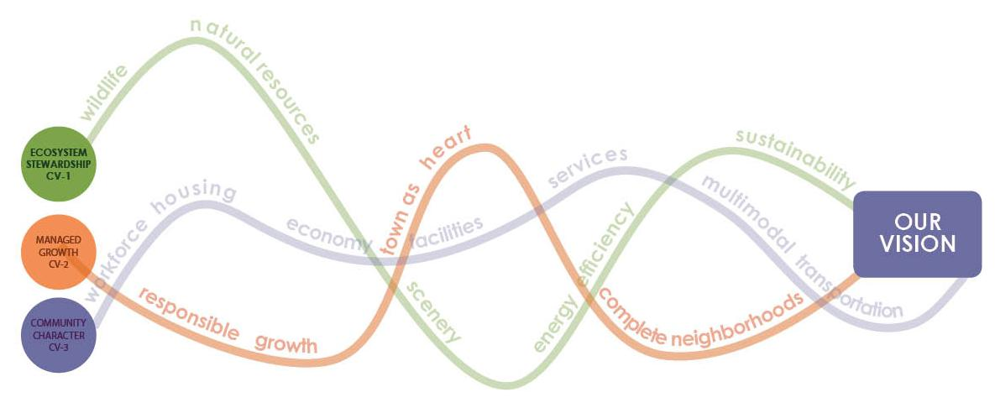 wildlife
natural resources
scenery
energy efficiency
sustainability
ECOSYSTEM
STEWARDSHIP
CV-1
MANAGED
GROWTH
CV-2
responsible growth
town as heart
complete neighborhoods
COMMUNITY
CHARACTER
CV-3
workforce housing
economy
facilities
services
multimodal transportation
OUR
VISION